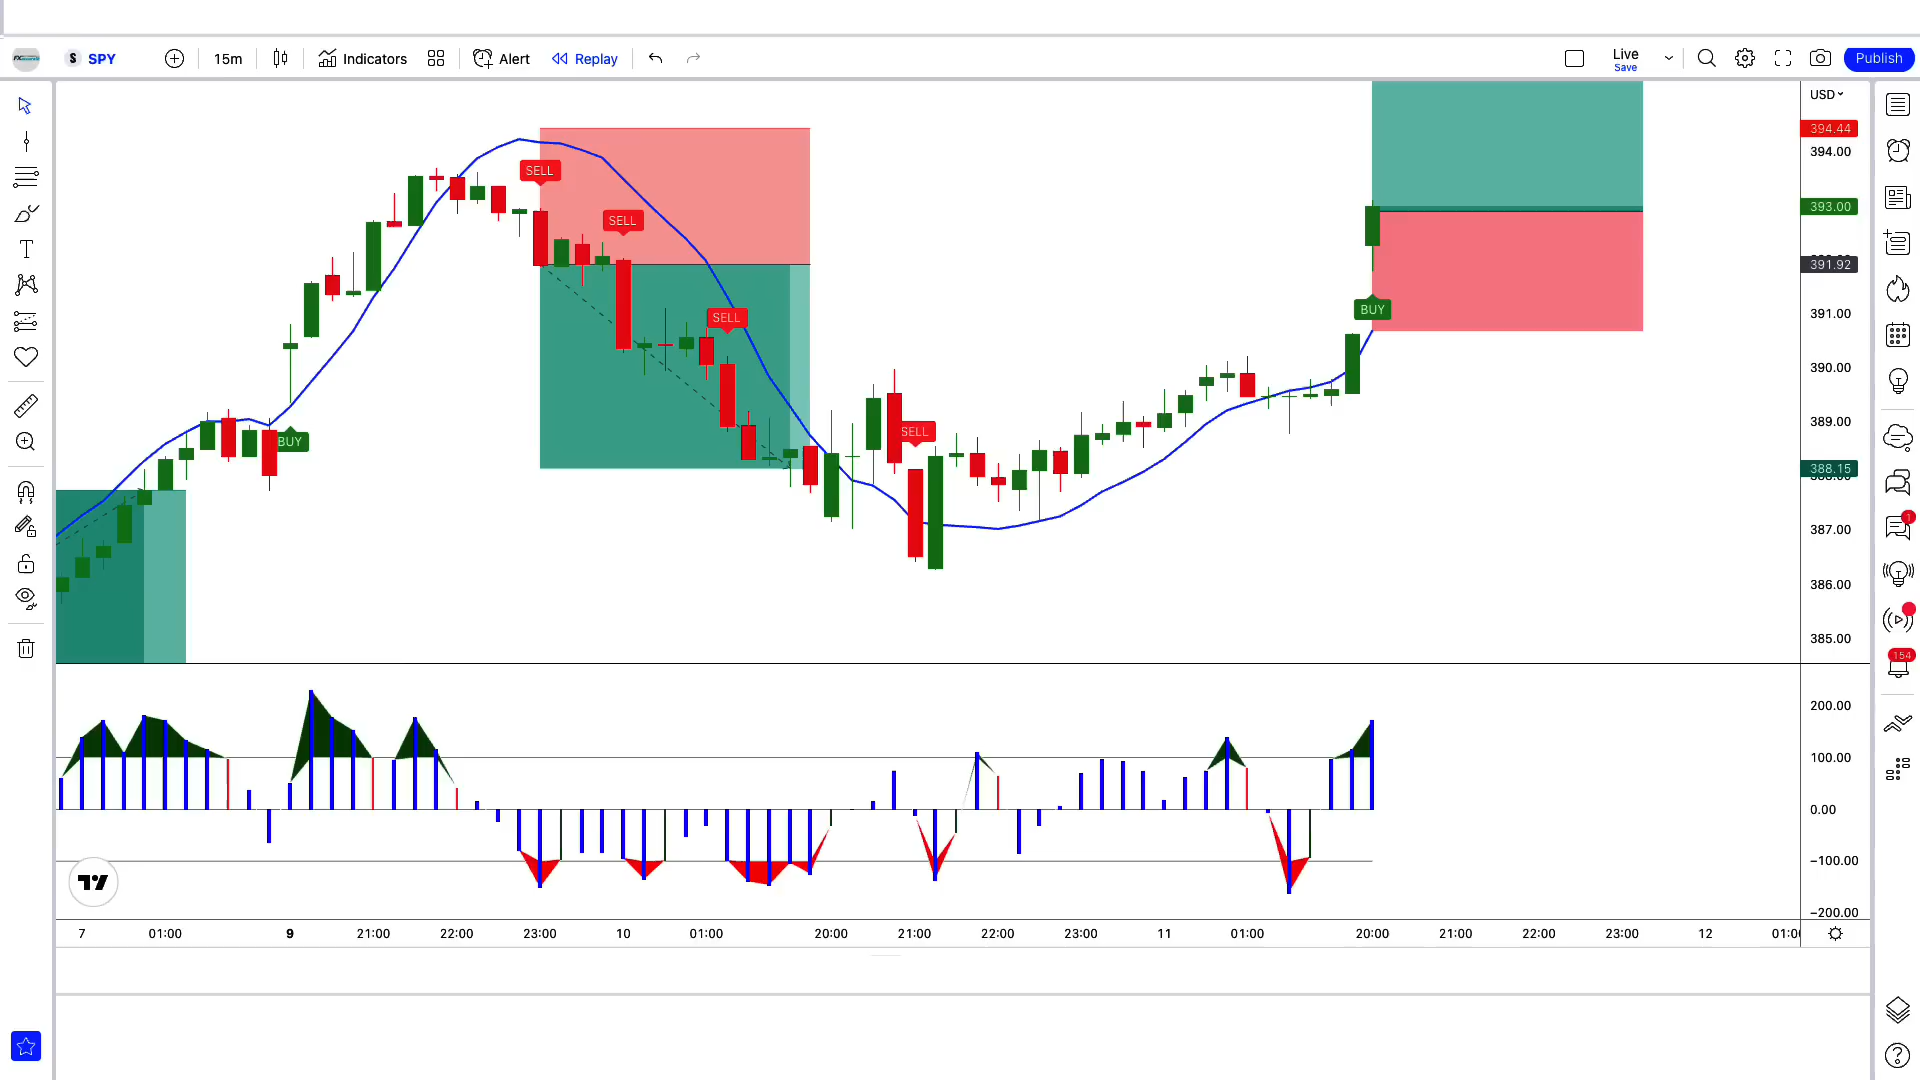 S SPY 15m Indicators Alert Replay Live Save Publish
USD
394.44
394.00
393.00
391.92
391.00
390.00
389.00
388.15
387.00
386.00
385.00
SELL
SELL
SELL
SELL
BUY
BUY
200.00
100.00
0.00
−100.00
−200.00
7 01:00 9 21:00 22:00 23:00 10 01:00 20:00 21:00 22:00 23:00 11 01:00 20:00 21:00 22:00 23:00 12
T
1
154